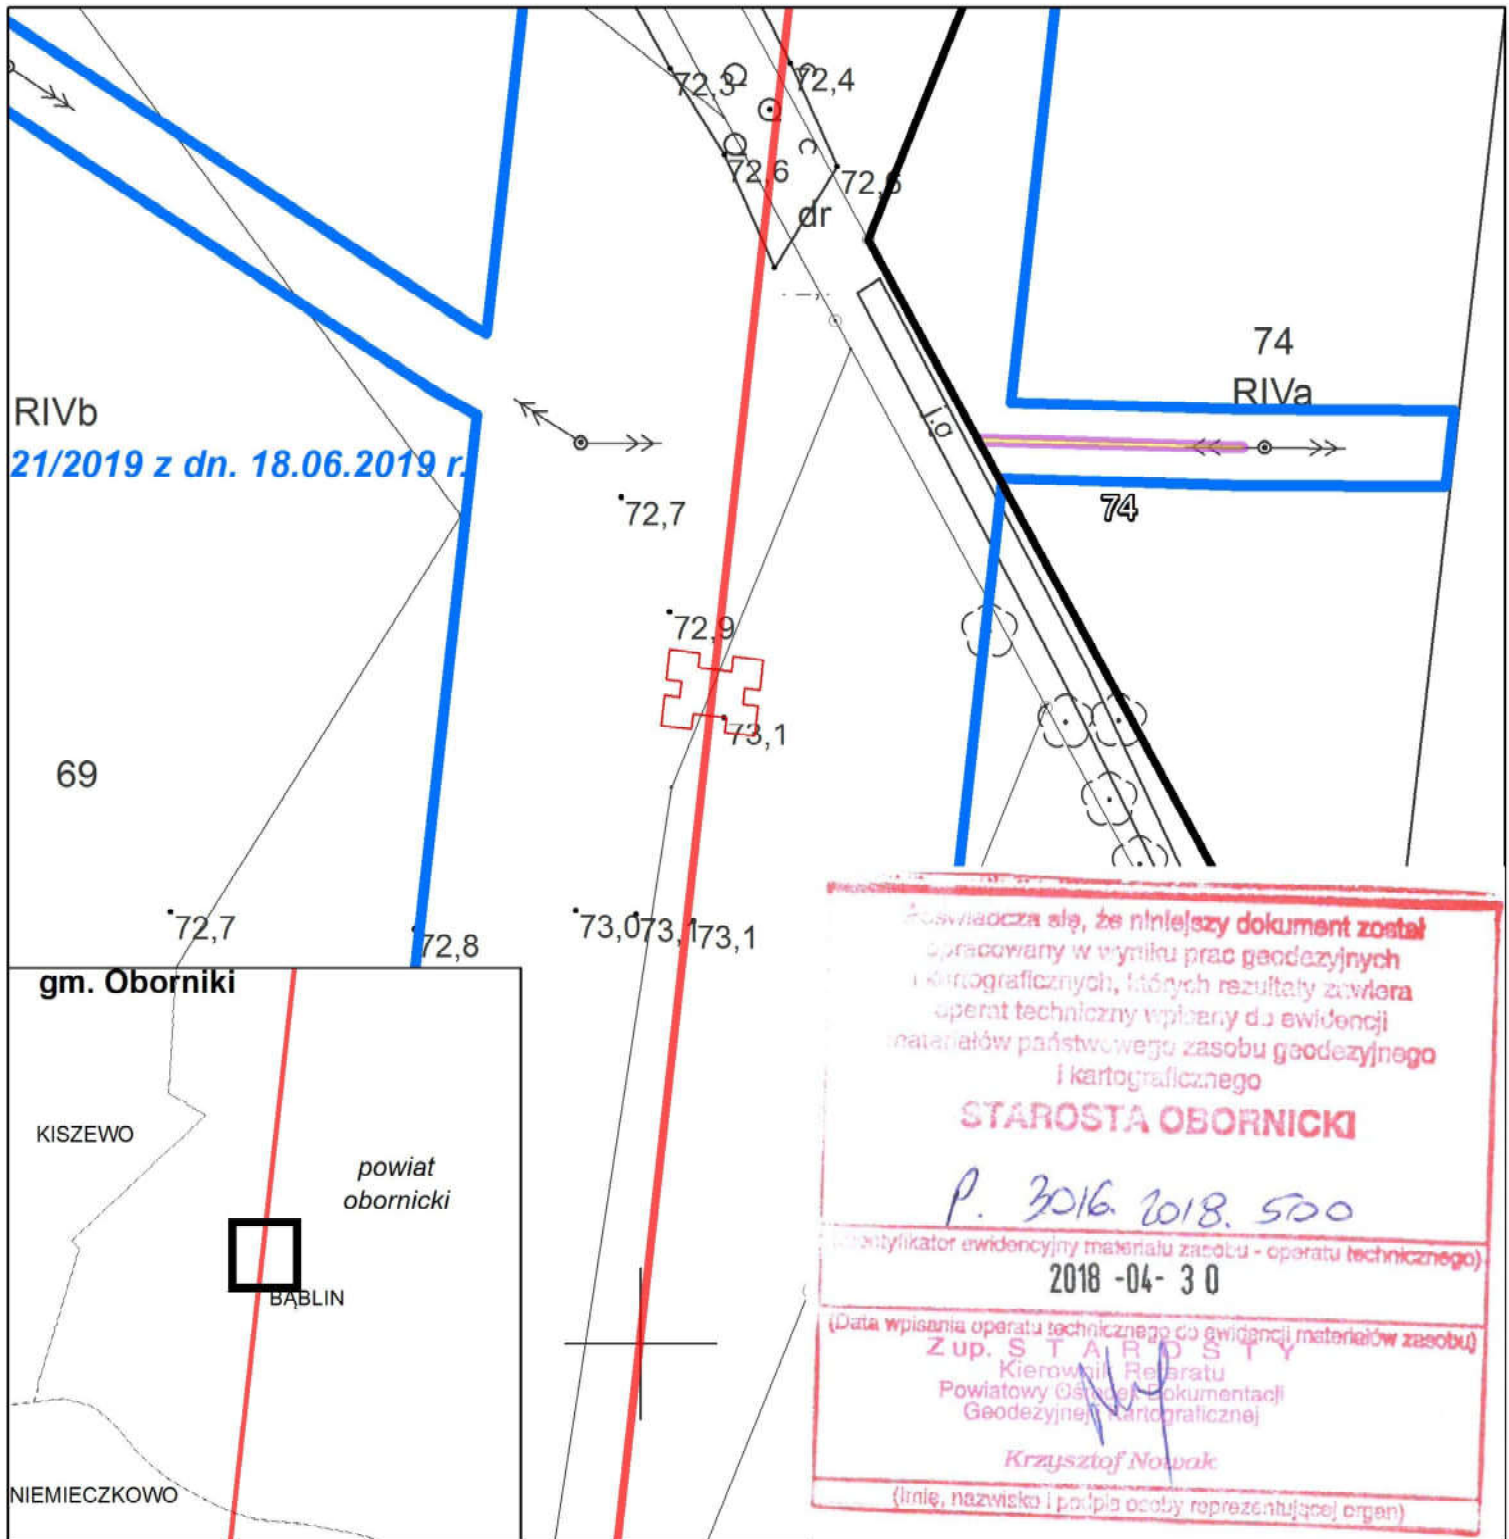 72,3
72,4
72,6
72,6
dr
74
RIVa
j.g
RIVb
21/2019 z dn. 18.06.2019 r.
74
72,7
72,9
73,1
69
72,7
72,8
73,0
73,1
73,1
gm. Oborniki
KISZEWO
powiat
obornicki
BĄBLIN
NIEMIECZKOWO
Poświadcza się, że niniejszy dokument został
opracowany w wyniku prac geodezyjnych
i kartograficznych, których rezultaty zawiera
operat techniczny wpisany do ewidencji
materiałów państwowego zasobu geodezyjnego
i kartograficznego
STAROSTA OBORNICKI
P. 3016. 2018. 500
(identyfikator ewidencyjny materiału zasobu - operatu technicznego)
2018 -04- 30
(Data wpisania operatu technicznego do ewidencji materiałów zasobu)
Z up. STAROSTY
Kierownik Referatu
Powiatowy Ośrodek Dokumentacji
Geodezyjnej i Kartograficznej
Krzysztof Nowak
(imię, nazwisko i podpis osoby reprezentującej organ)